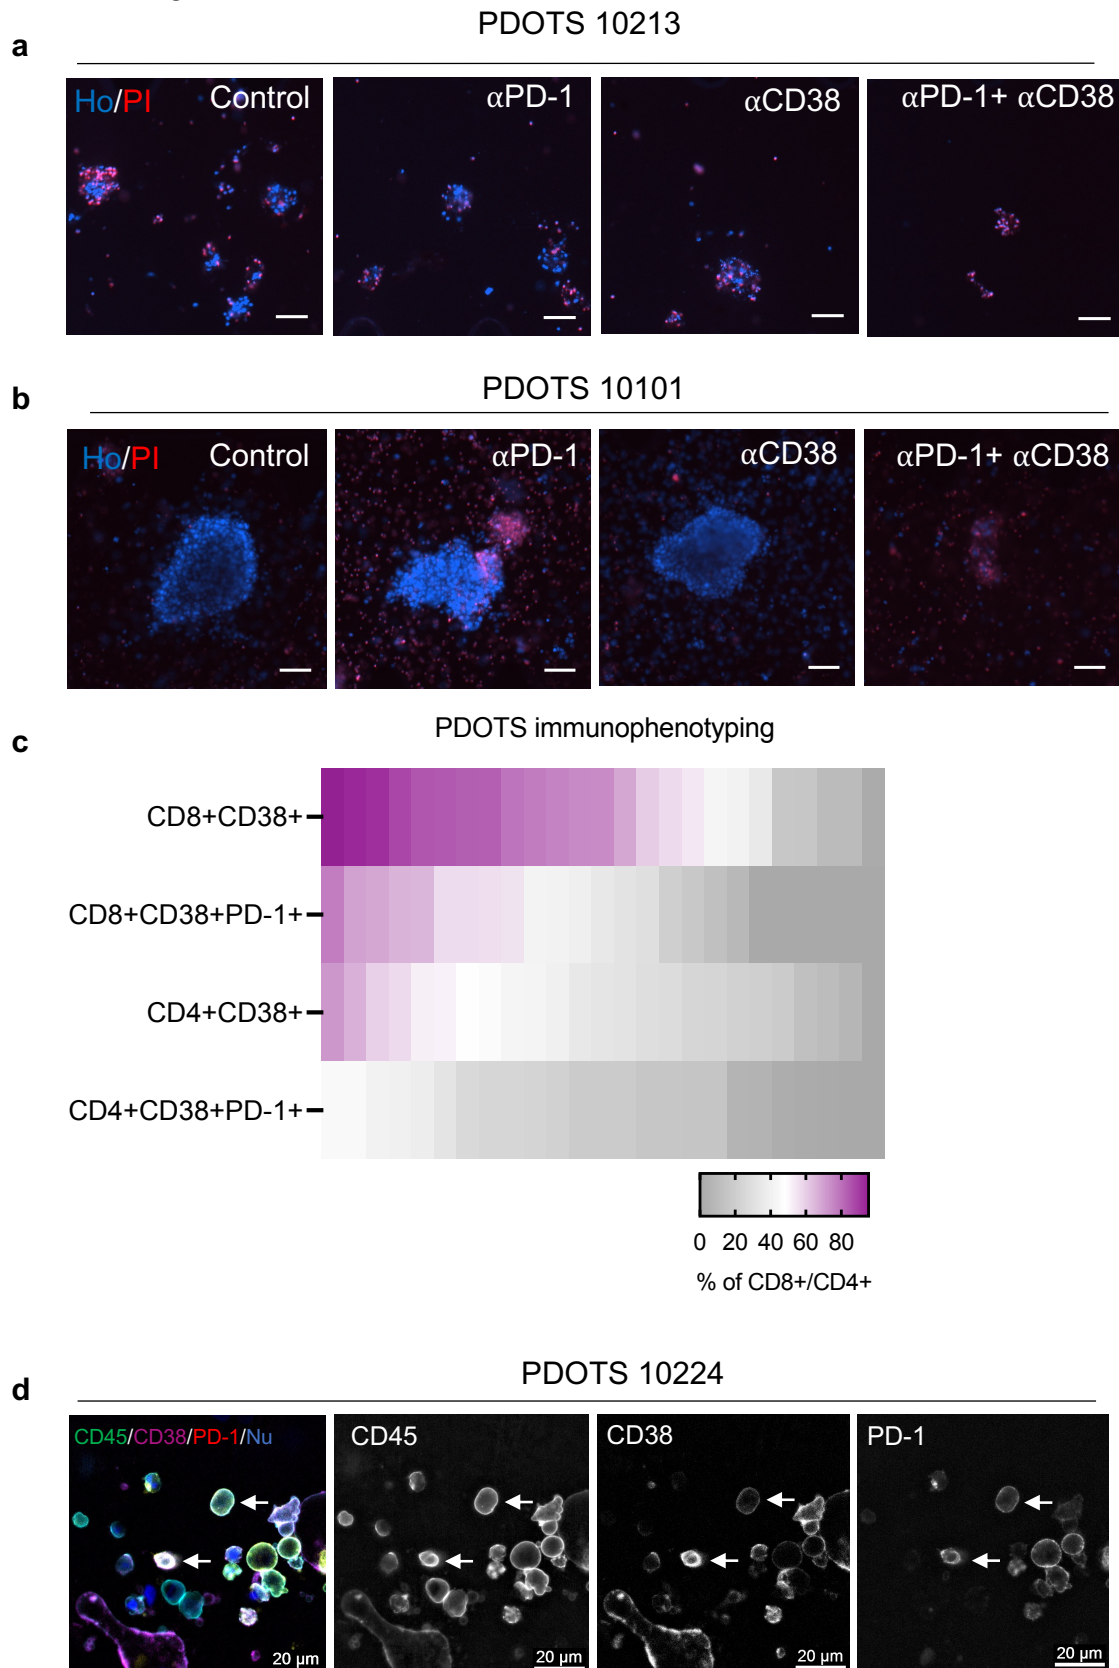 PDOTS 10213
a
Ho/PI Control
αPD-1
αCD38
αPD-1+ αCD38
PDOTS 10101
b
Ho/PI Control
αPD-1
αCD38
αPD-1+ αCD38
PDOTS immunophenotyping
c
CD8+CD38+
CD8+CD38+PD-1+
CD4+CD38+
CD4+CD38+PD-1+
0 20 40 60 80
% of CD8+/CD4+
PDOTS 10224
d
CD45/CD38/PD-1/Nu
CD45
CD38
PD-1
20 µm
20 µm
20 µm
20 µm